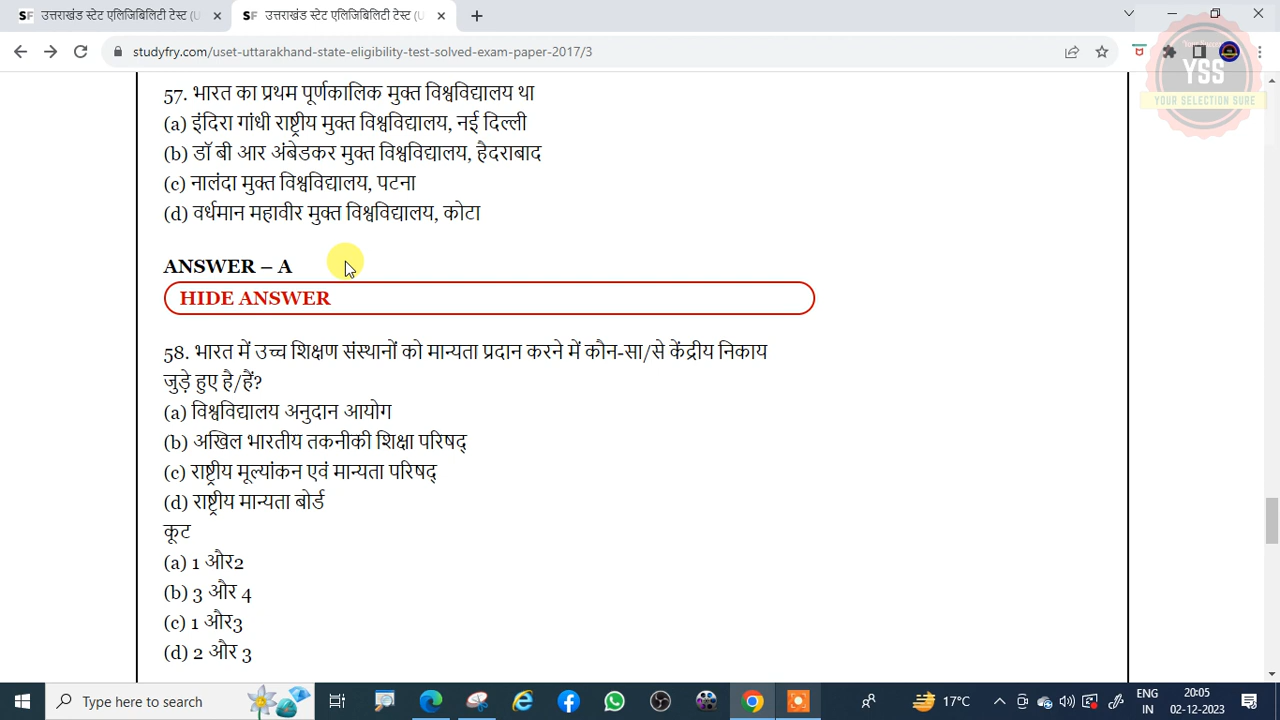 SF उत्तराखंड स्टेट एलिजिबिलिटी टेस्ट (U
SF उत्तराखंड स्टेट एलिजिबिलिटी टेस्ट (U
studyfry.com/uset-uttarakhand-state-eligibility-test-solved-exam-paper-2017/3
YSS
YOUR SELECTION SURE
57. भारत का प्रथम पूर्णकालिक मुक्त विश्वविद्यालय था
(a) इंदिरा गांधी राष्ट्रीय मुक्त विश्वविद्यालय, नई दिल्ली
(b) डॉ बी आर अंबेडकर मुक्त विश्वविद्यालय, हैदराबाद
(c) नालंदा मुक्त विश्वविद्यालय, पटना
(d) वर्धमान महावीर मुक्त विश्वविद्यालय, कोटा
ANSWER – A
HIDE ANSWER
58. भारत में उच्च शिक्षण संस्थानों को मान्यता प्रदान करने में कौन-सा/से केंद्रीय निकाय
जुड़े हुए है/हैं?
(a) विश्वविद्यालय अनुदान आयोग
(b) अखिल भारतीय तकनीकी शिक्षा परिषद्
(c) राष्ट्रीय मूल्यांकन एवं मान्यता परिषद्
(d) राष्ट्रीय मान्यता बोर्ड
कूट
(a) 1 और2
(b) 3 और 4
(c) 1 और3
(d) 2 और 3
Type here to search
17°C
ENG
IN
20:05
02-12-2023